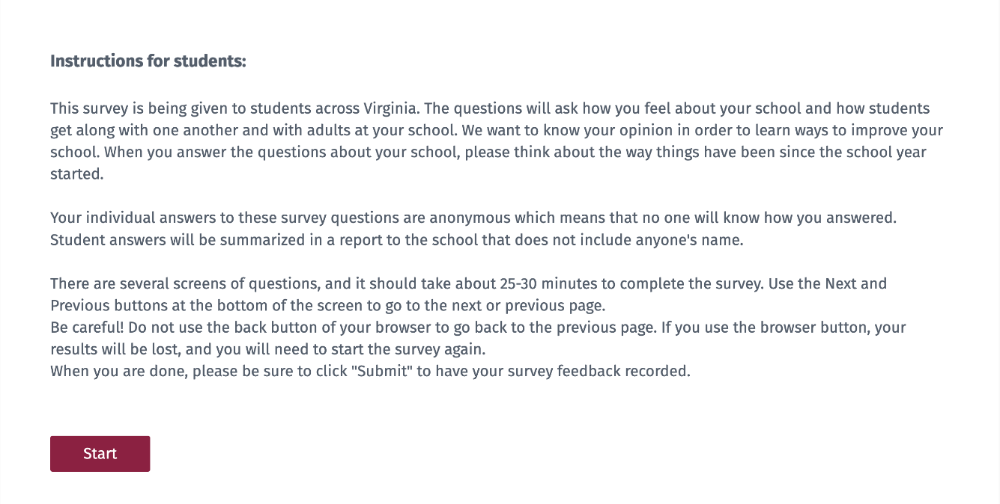 Instructions for students:
This survey is being given to students across Virginia. The questions will ask how you feel about your school and how students
get along with one another and with adults at your school. We want to know your opinion in order to learn ways to improve your
school. When you answer the questions about your school, please think about the way things have been since the school year
started.
Your individual answers to these survey questions are anonymous which means that no one will know how you answered.
Student answers will be summarized in a report to the school that does not include anyone's name.
There are several screens of questions, and it should take about 25-30 minutes to complete the survey. Use the Next and
Previous buttons at the bottom of the screen to go to the next or previous page.
Be careful! Do not use the back button of your browser to go back to the previous page. If you use the browser button, your
results will be lost, and you will need to start the survey again.
When you are done, please be sure to click "Submit" to have your survey feedback recorded.
Start